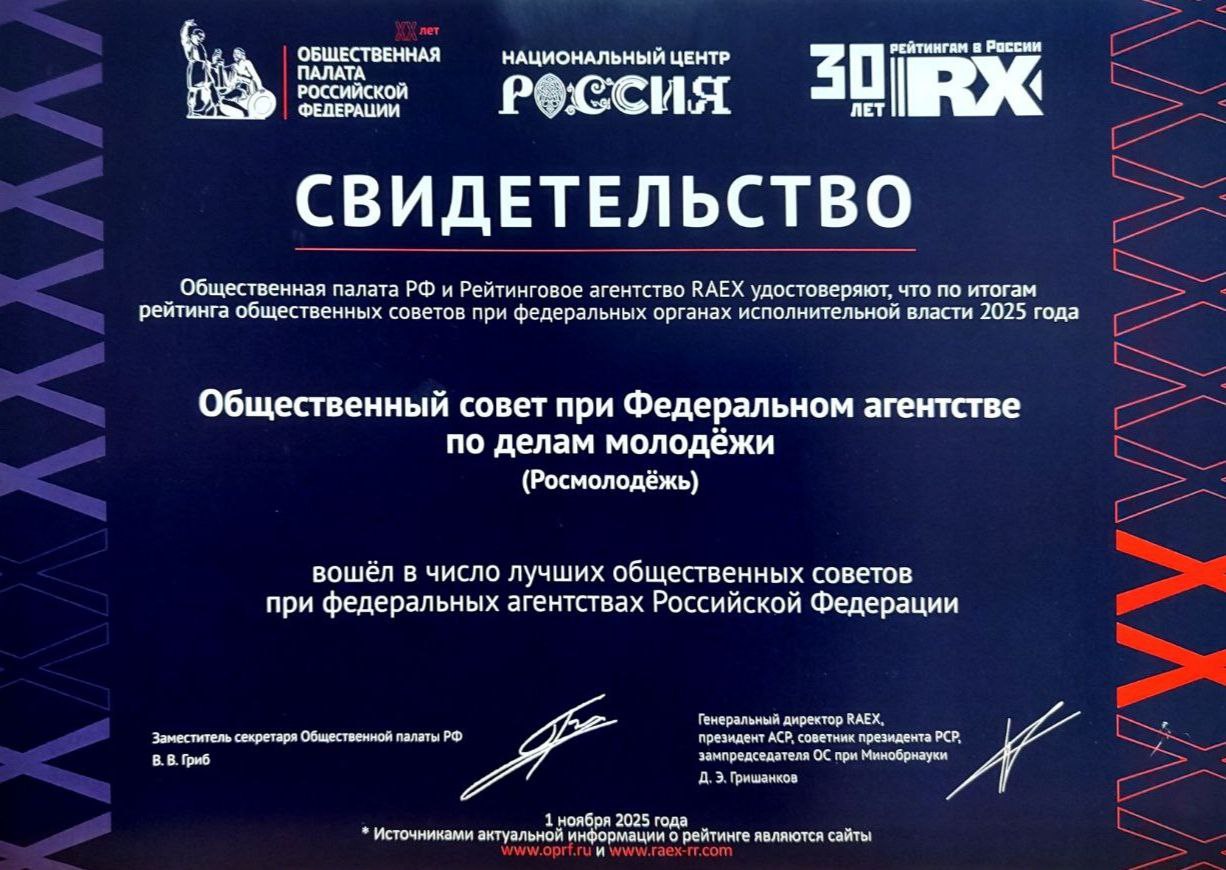 XX лет
ОБЩЕСТВЕННАЯ
ПАЛАТА
РОССИЙСКОЙ
ФЕДЕРАЦИИ
НАЦИОНАЛЬНЫЙ ЦЕНТР
РОССИЯ
30 ЛЕТ
РЕЙТИНГАМ В РОССИИ
RX
СВИДЕТЕЛЬСТВО
Общественная палата РФ и Рейтинговое агентство RAEX удостоверяют, что по итогам
рейтинга общественных советов при федеральных органах исполнительной власти 2025 года
Общественный совет при Федеральном агентстве
по делам молодёжи
(Росмолодёжь)
вошёл в число лучших общественных советов
при федеральных агентствах Российской Федерации
Заместитель секретаря Общественной палаты РФ
В. В. Гриб
Генеральный директор RAEX,
президент АСР, советник президента РСР,
зампредседателя ОС при Минобрнауки
Д. Э. Гришанков
1 ноября 2025 года
* Источниками актуальной информации о рейтинге являются сайты
www.oprf.ru и www.raex-rr.com